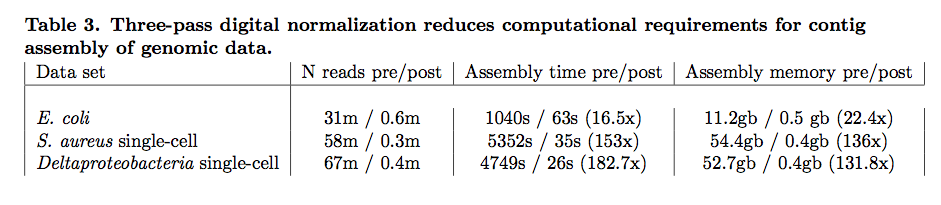 Table 3. Three-pass digital normalization reduces computational requirements for contig
assembly of genomic data.
Data set N reads pre/post Assembly time pre/post Assembly memory pre/post
E. coli 31m / 0.6m 1040s / 63s (16.5x) 11.2gb / 0.5 gb (22.4x)
S. aureus single-cell 58m / 0.3m 5352s / 35s (153x) 54.4gb / 0.4gb (136x)
Deltaproteobacteria single-cell 67m / 0.4m 4749s / 26s (182.7x) 52.7gb / 0.4gb (131.8x)